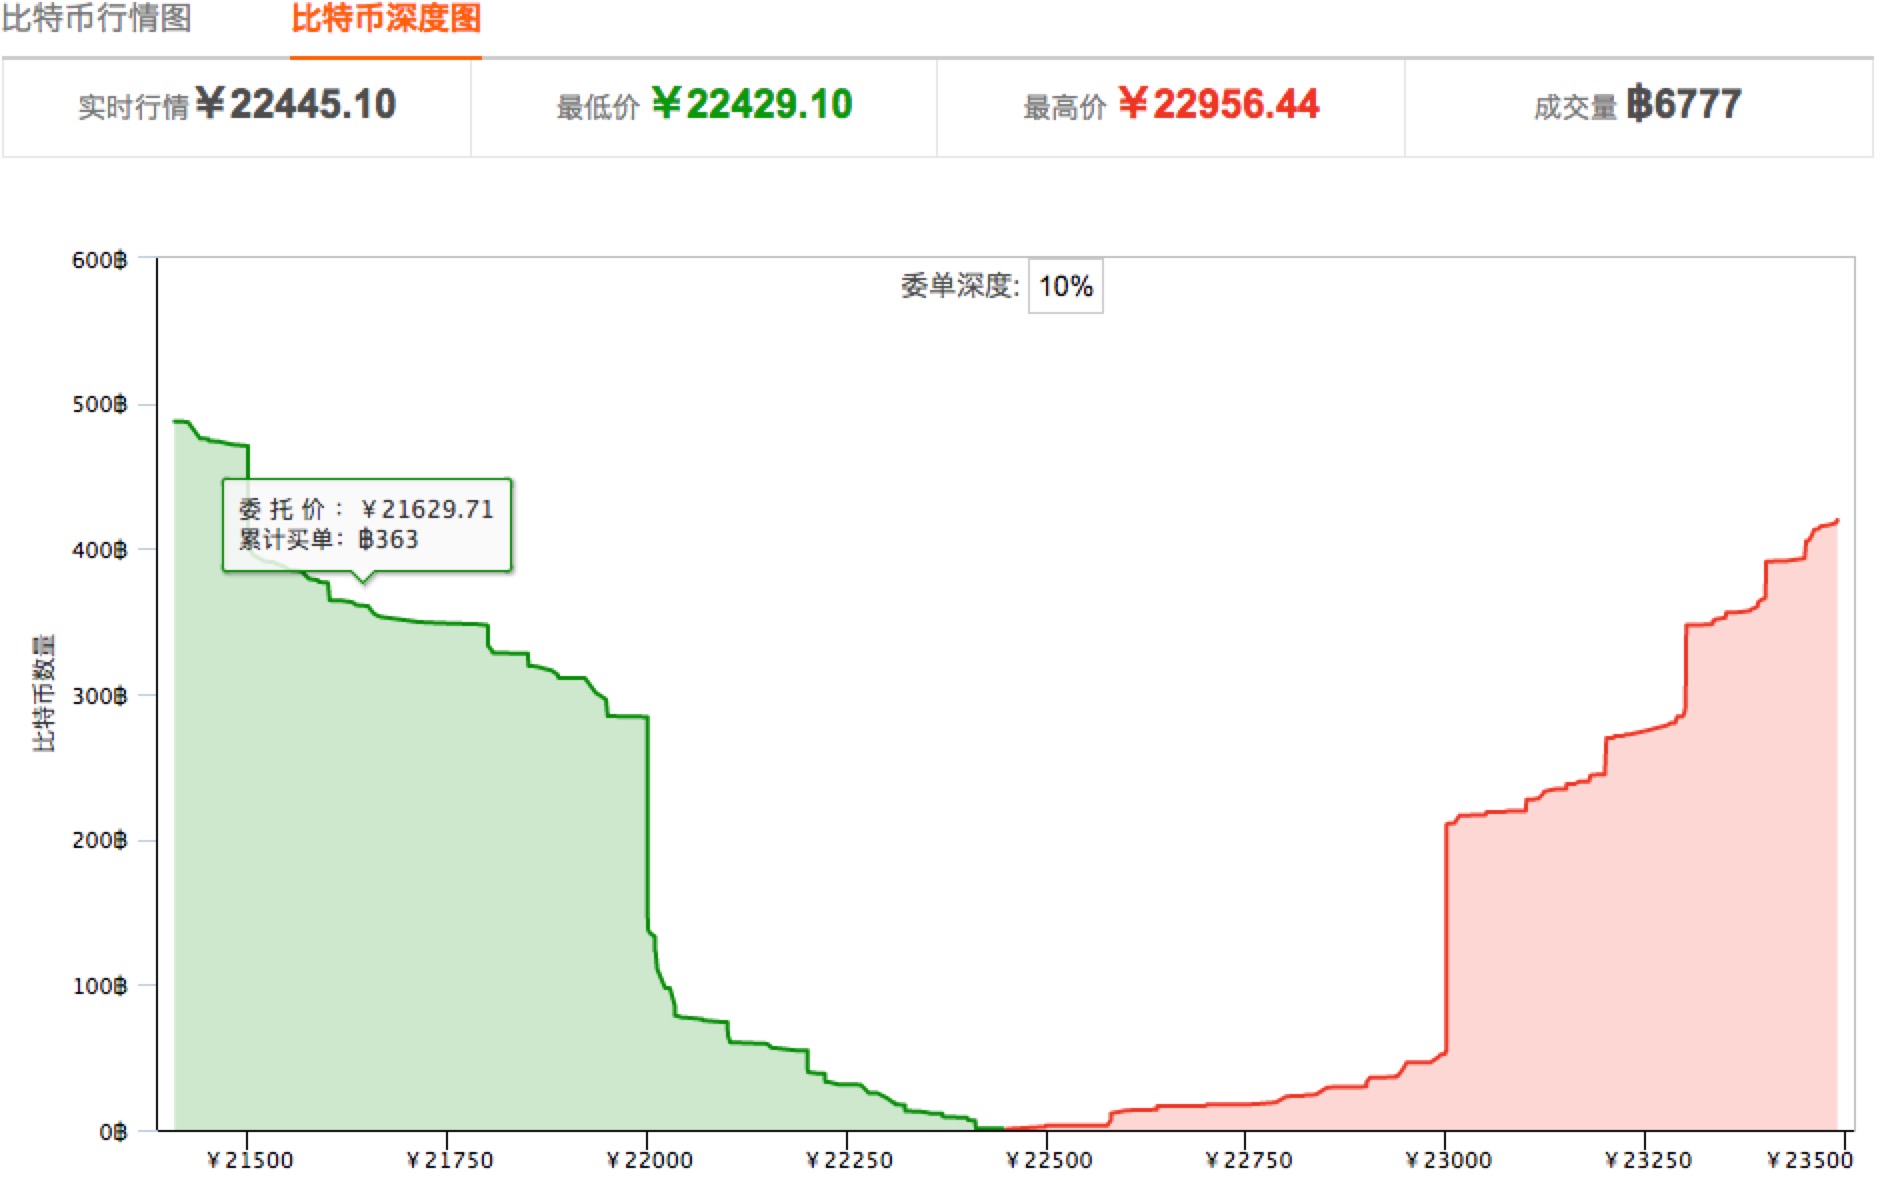 比特币行情图 比特币深度图
实时行情 ¥22445.10 最低价 ¥22429.10 最高价 ¥22956.44 成交量 ฿6777
600฿
委单深度: 10%
500฿
委 托 价 : ¥21629.71
累计买单: ฿363
400฿
300฿
200฿
100฿
0฿
比特币数量
¥21500 ¥21750 ¥22000 ¥22250 ¥22500 ¥22750 ¥23000 ¥23250 ¥23500